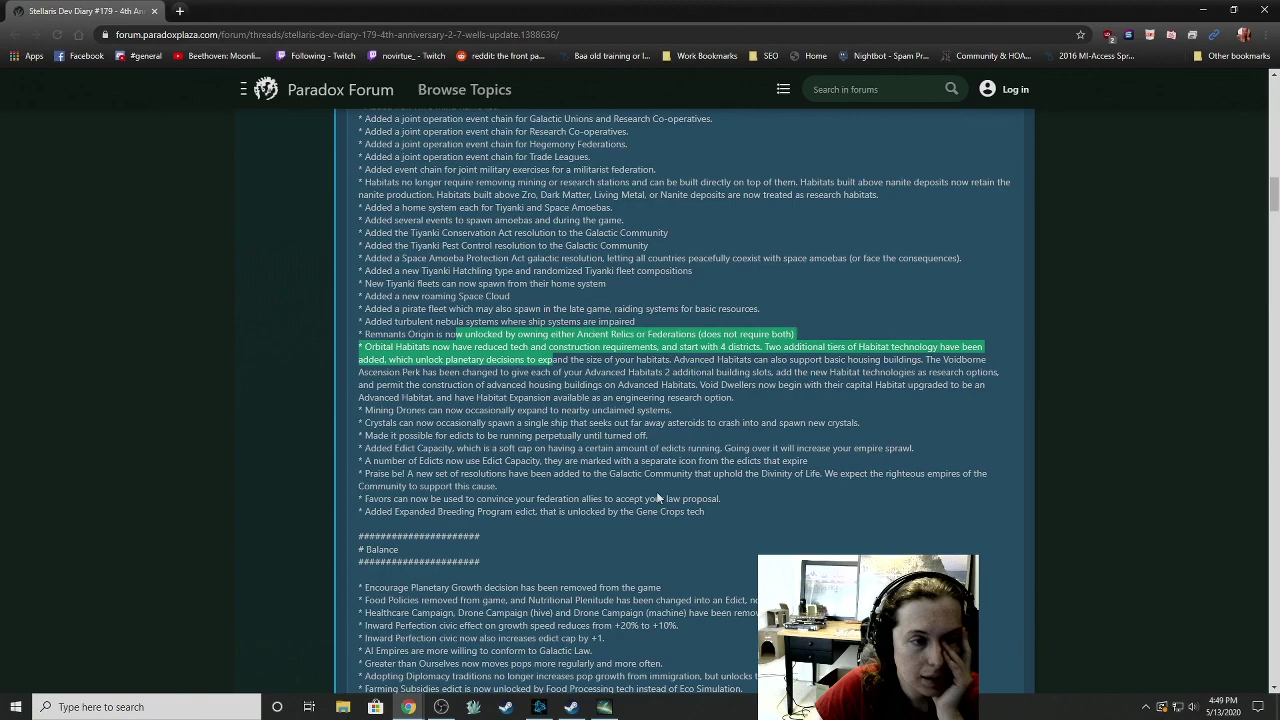 Stellaris Dev Diary #179 - 4th An
forum.paradoxplaza.com/forum/threads/stellaris-dev-diary-179-4th-anniversary-2-7-wells-update.1388636/
Apps Facebook #general Beevirtue's Moonli... Following - Twitch neovirtue_ - Twitch reddit the front pa... Baa Baa Land - offi... Work Bookmarks SEO Home Nightbot - Spam Pr... Community & HOA... 2016 MI-Access Spr... Other bookmarks
Paradox Forum Browse Topics Search in forums Log in
* Added a joint operation event chain for Galactic Unions and Research Co-operatives.
* Added a joint operation event chain for Research Co-operatives.
* Added a joint operation event chain for Hegemony Federations.
* Added a joint operation event chain for Trade Leagues.
* Added event chain for joint military exercises for a militarist federation.
* Habitats no longer require removing mining or research stations and can be built directly on top of them. Habitats built above nanite deposits now retain the
nanite production. Habitats built above Zro, Dark Matter, Living Metal, or Nanite deposits are now treated as research habitats.
* Added a home system each for Tiyanki and Space Amoebas.
* Added several events to spawn amoebas and during the game.
* Added the Tiyanki Conservation Act resolution to the Galactic Community
* Added the Tiyanki Pest Control resolution to the Galactic Community
* Added a Space Amoeba Protection Act galactic resolution, letting all countries peacefully coexist with space amoebas (or face the consequences).
* Added a new Tiyanki Hatchling type and randomized Tiyanki fleet compositions
* New Tiyanki fleets can now spawn from their home system
* Added a new roaming Space Cloud
* Added a pirate fleet which may also spawn in the late game, raiding systems for basic resources.
* Added turbulent nebula systems where ship systems are impaired
* Remnants Origin is now unlocked by owning either Ancient Relics or Federations (does not require both)
* Orbital Habitats now have reduced tech and construction requirements, and start with 4 districts. Two additional tiers of Habitat technology have been
added, which unlock planetary decisions to expand the size of your habitats. Advanced Habitats can also support basic housing buildings. The Voidborne
Ascension Perk has been changed to give each of your Advanced Habitats 2 additional building slots, add the new Habitat technologies as research options,
and permit the construction of advanced housing buildings on Advanced Habitats. Void Dwellers now begin with their capital Habitat upgraded to be an
Advanced Habitat, and have Habitat Expansion available as an engineering research option.
* Mining Drones can now occasionally expand to nearby unclaimed systems.
* Crystals can now occasionally spawn a single ship that seeks out far away asteroids to crash into and spawn new crystals.
* Made it possible for edicts to be running perpetually until turned off.
* Added Edict Capacity, which is a soft cap on having a certain amount of edicts running. Going over it will increase your empire sprawl.
* A number of Edicts now use Edict Capacity, they are marked with a separate icon from the edicts that expire
* Praise be! A new set of resolutions have been added to the Galactic Community that uphold the Divinity of Life. We expect the righteous empires of the
Community to support this cause.
* Favors can now be used to convince your federation allies to accept your law proposal.
* Added Expanded Breeding Program edict, that is unlocked by the Gene Crops tech
######################
# Balance
######################
* Encourage Planetary Growth decision has been removed from the game
* Food Policies removed from game, and Nutritional Plenitude has been changed into an Edict,
* Healthcare Campaign, Drone Campaign (hive) and Drone Campaign (machine) have been
* Inward Perfection civic effect on growth speed reduces from +20% to +10%.
* Inward Perfection civic now also increases edict cap by +1.
* AI Empires are more willing to conform to Galactic Law.
* Greater than Ourselves now moves pops more regularly and more often.
* Adopting Diplomacy traditions no longer increases pop growth from immigration, but unlocks
* Farming Subsidies edict is now unlocked by Food Processing tech instead of Eco Simulation.
Type here to search
4:49 PM
5/13/2020